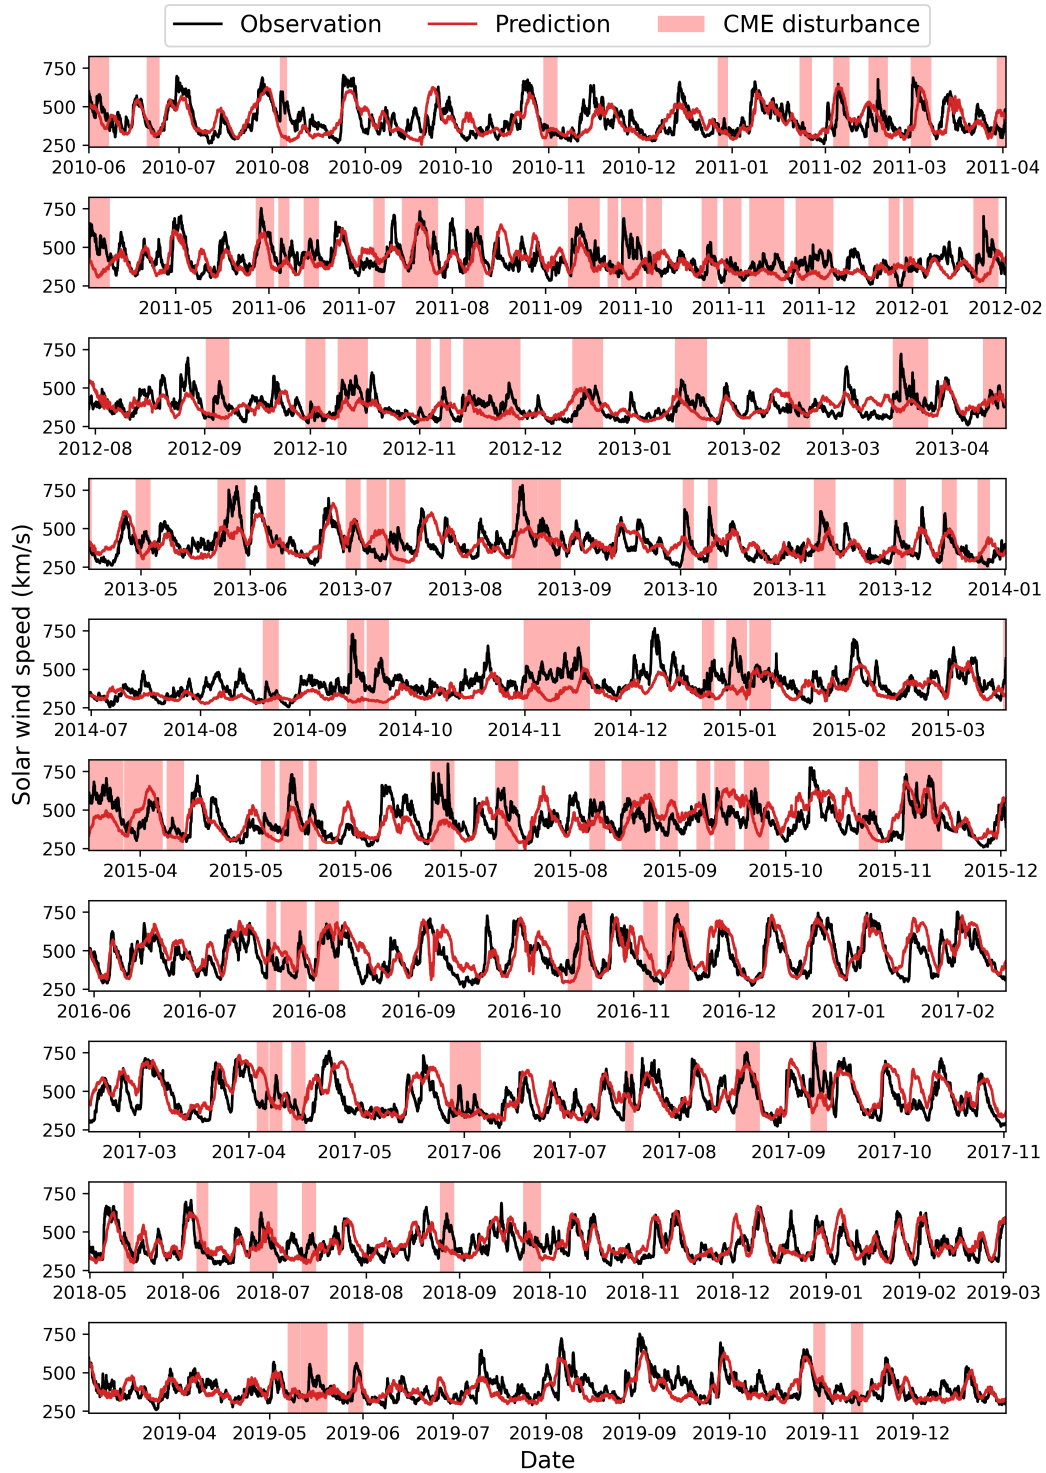 Observation Prediction CME disturbance
750
500
250
2010-06 2010-07 2010-08 2010-09 2010-10 2010-11 2010-12 2011-01 2011-02 2011-03 2011-04
750
500
250
2011-05 2011-06 2011-07 2011-08 2011-09 2011-10 2011-11 2011-12 2012-01 2012-02
750
500
250
2012-08 2012-09 2012-10 2012-11 2012-12 2013-01 2013-02 2013-03 2013-04
750
500
250
2013-05 2013-06 2013-07 2013-08 2013-09 2013-10 2013-11 2013-12 2014-01
Solar wind speed (km/s)
750
500
250
2014-07 2014-08 2014-09 2014-10 2014-11 2014-12 2015-01 2015-02 2015-03
750
500
250
2015-04 2015-05 2015-06 2015-07 2015-08 2015-09 2015-10 2015-11 2015-12
750
500
250
2016-06 2016-07 2016-08 2016-09 2016-10 2016-11 2016-12 2017-01 2017-02
750
500
250
2017-03 2017-04 2017-05 2017-06 2017-07 2017-08 2017-09 2017-10 2017-11
750
500
250
2018-05 2018-06 2018-07 2018-08 2018-09 2018-10 2018-11 2018-12 2019-01 2019-02 2019-03
750
500
250
2019-04 2019-05 2019-06 2019-07 2019-08 2019-09 2019-10 2019-11 2019-12
Date